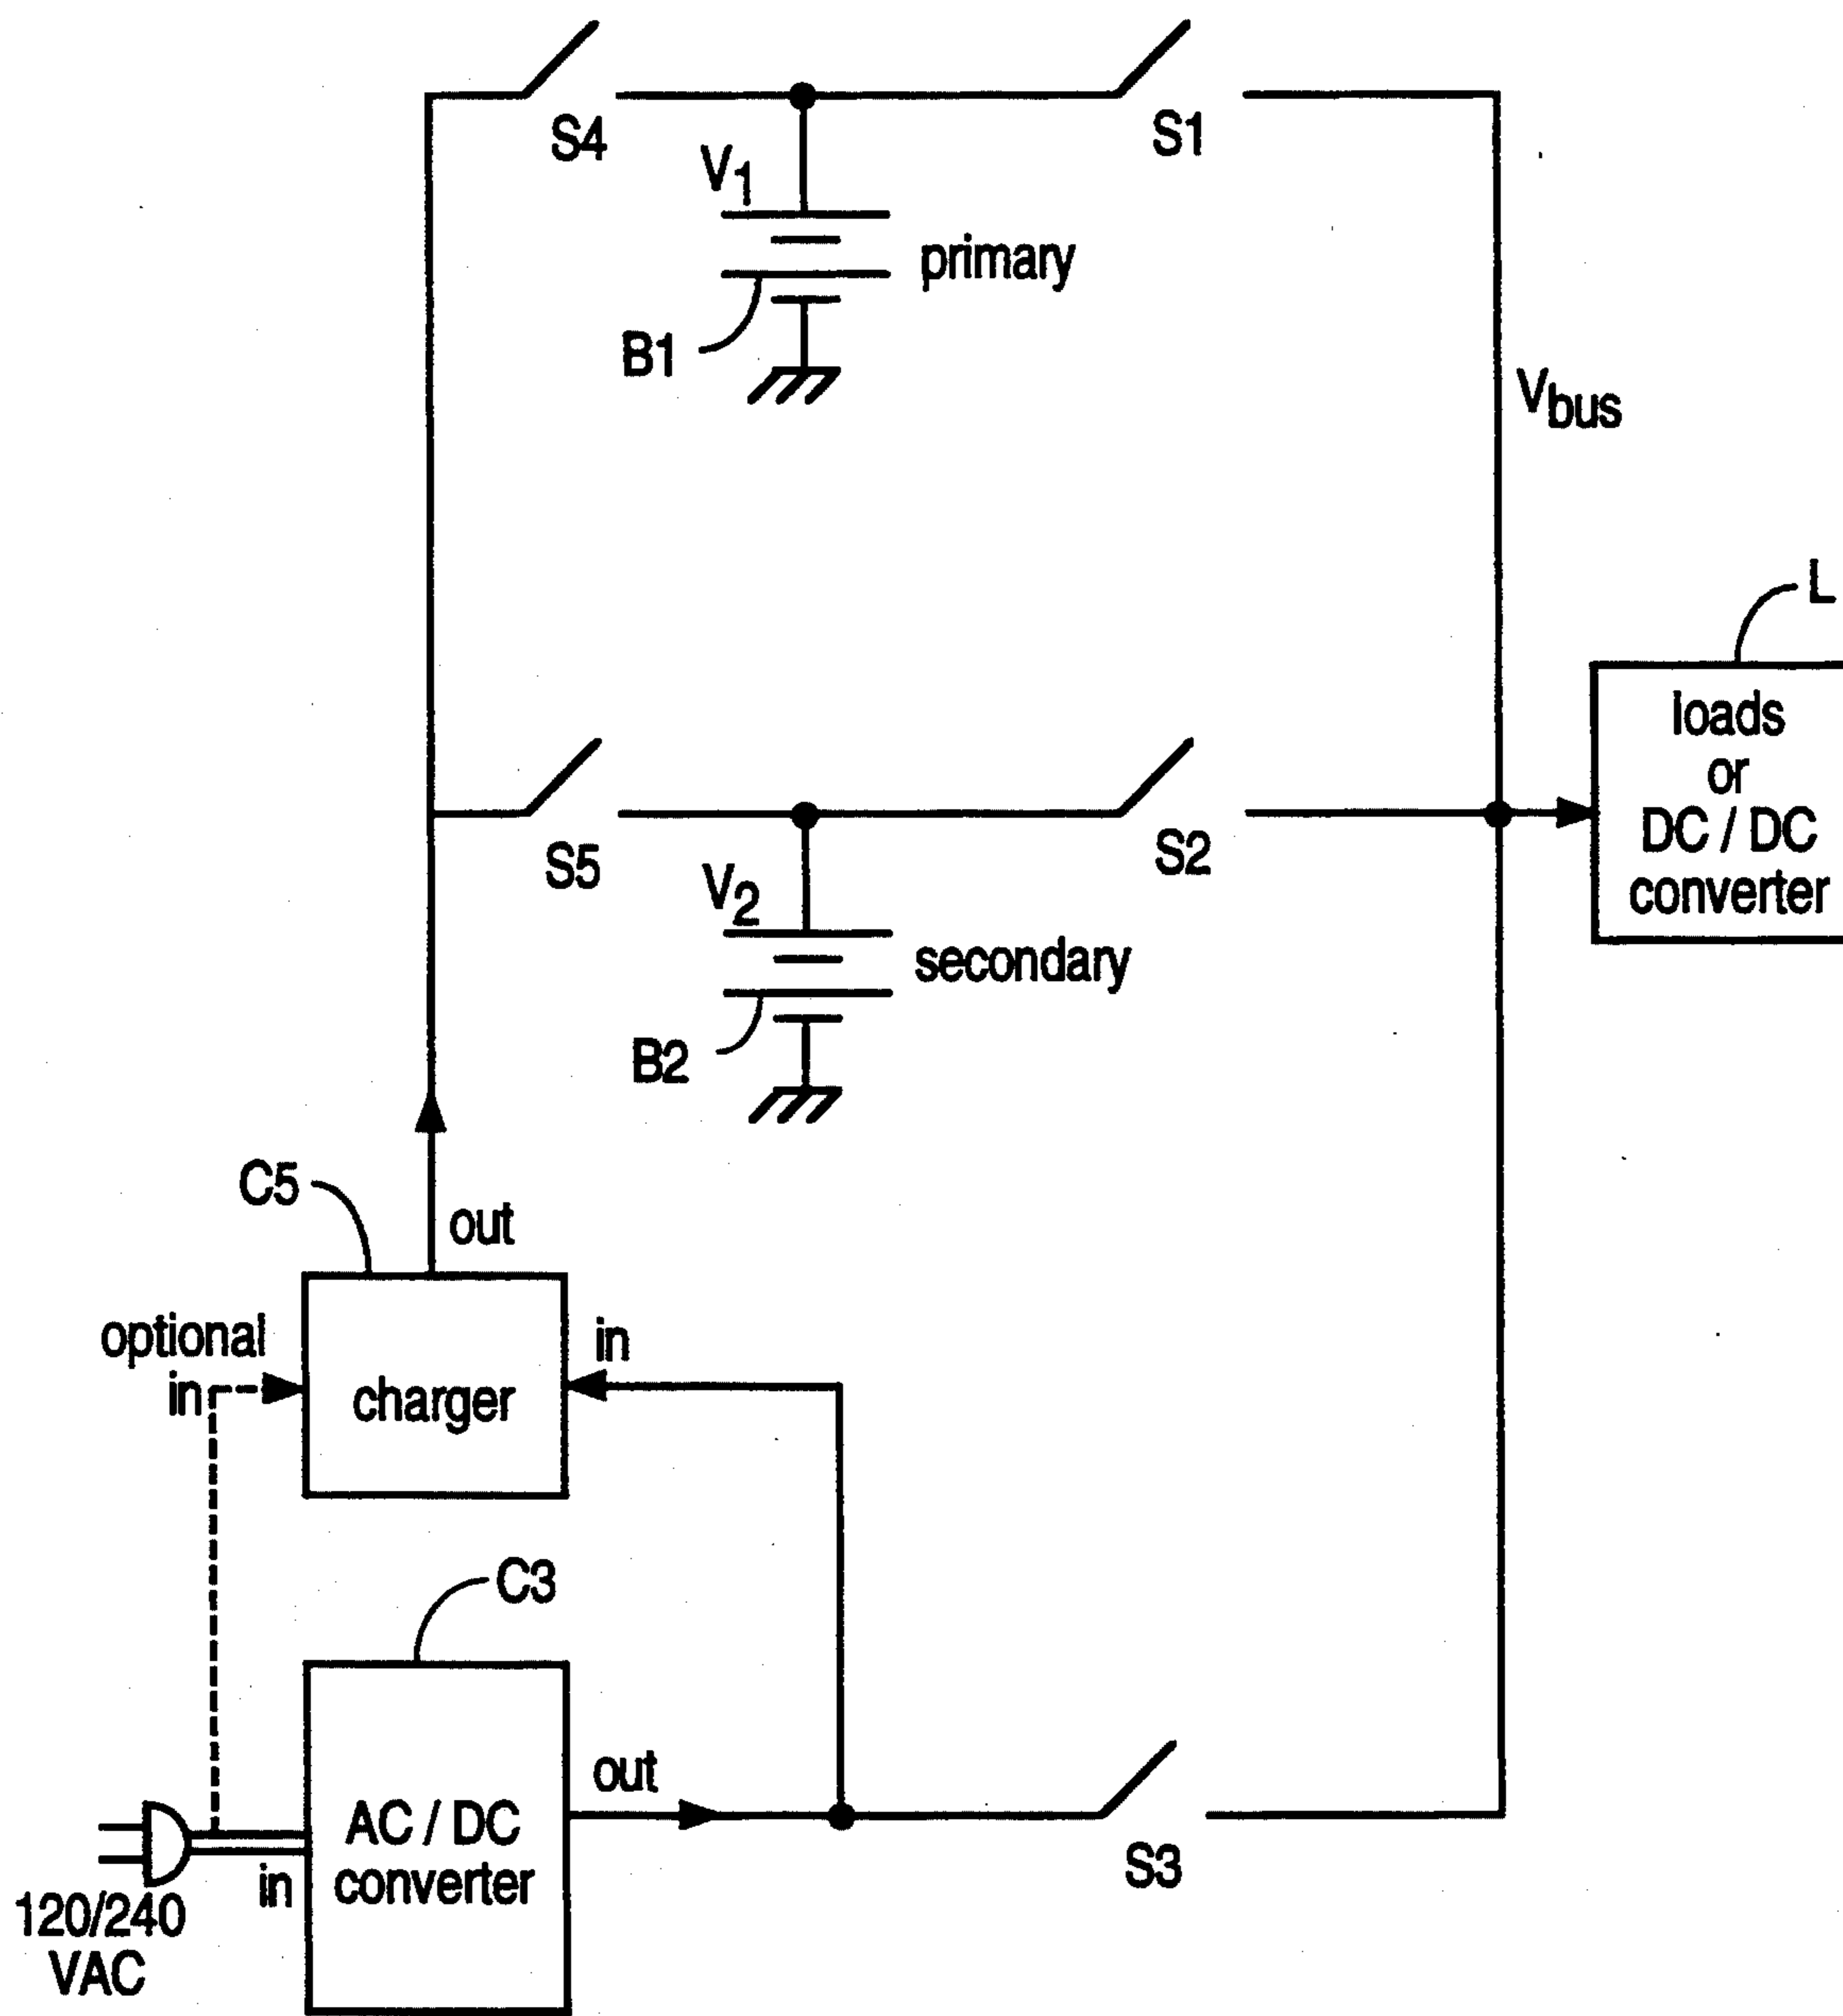 S4
S1
V1
primary
B1
Vbus
L
loads
or
DC / DC
converter
S5
S2
V2
secondary
B2
C5
out
optional
in
in
charger
C3
out
AC / DC
converter
in
S3
120/240
VAC